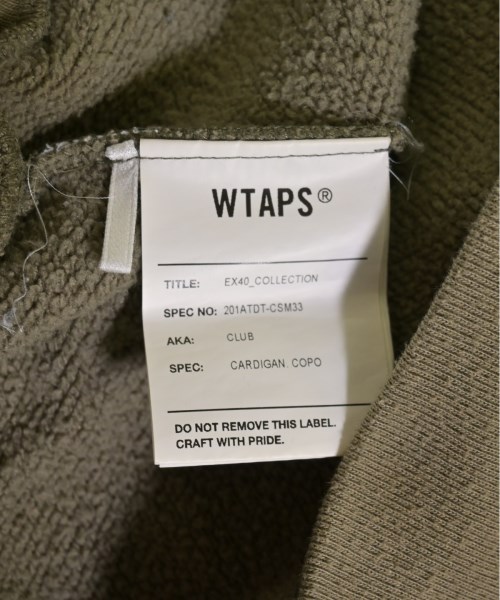 WTAPS®
TITLE: EX40_COLLECTION
SPEC NO: 201ATDT-CSM33
AKA: CLUB
SPEC: CARDIGAN. COPO
DO NOT REMOVE THIS LABEL.
CRAFT WITH PRIDE.